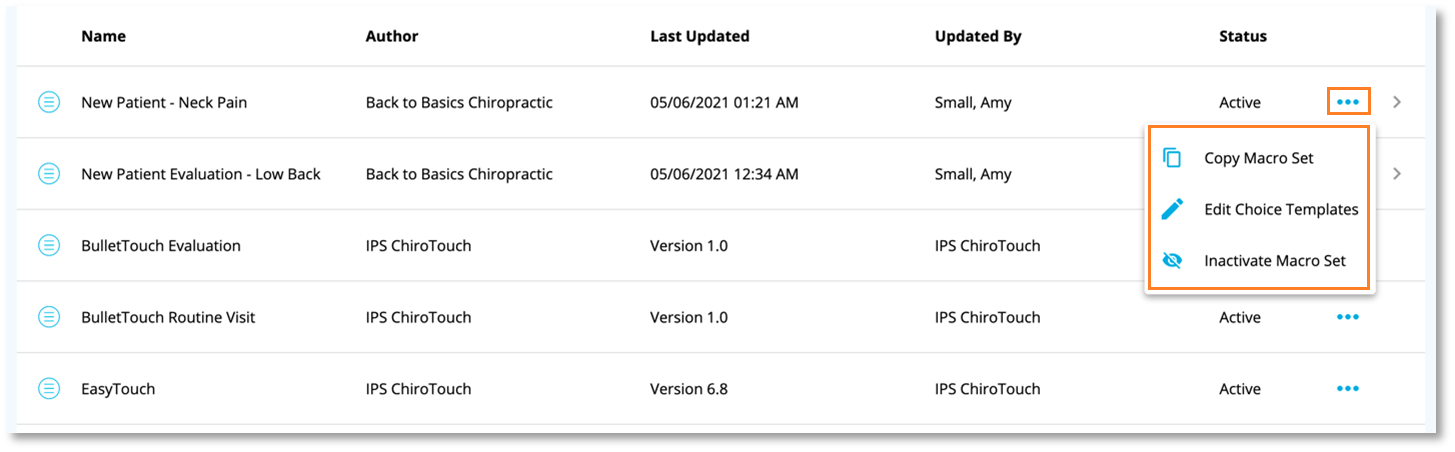 Name Author Last Updated Updated By Status
New Patient - Neck Pain Back to Basics Chiropractic 05/06/2021 01:21 AM Small, Amy Active
Copy Macro Set
New Patient Evaluation - Low Back Back to Basics Chiropractic 05/06/2021 12:34 AM Small, Amy
Edit Choice Templates
BulletTouch Evaluation IPS ChiroTouch Version 1.0 IPS ChiroTouch
Inactivate Macro Set
BulletTouch Routine Visit IPS ChiroTouch Version 1.0 IPS ChiroTouch Active
EasyTouch IPS ChiroTouch Version 6.8 IPS ChiroTouch Active